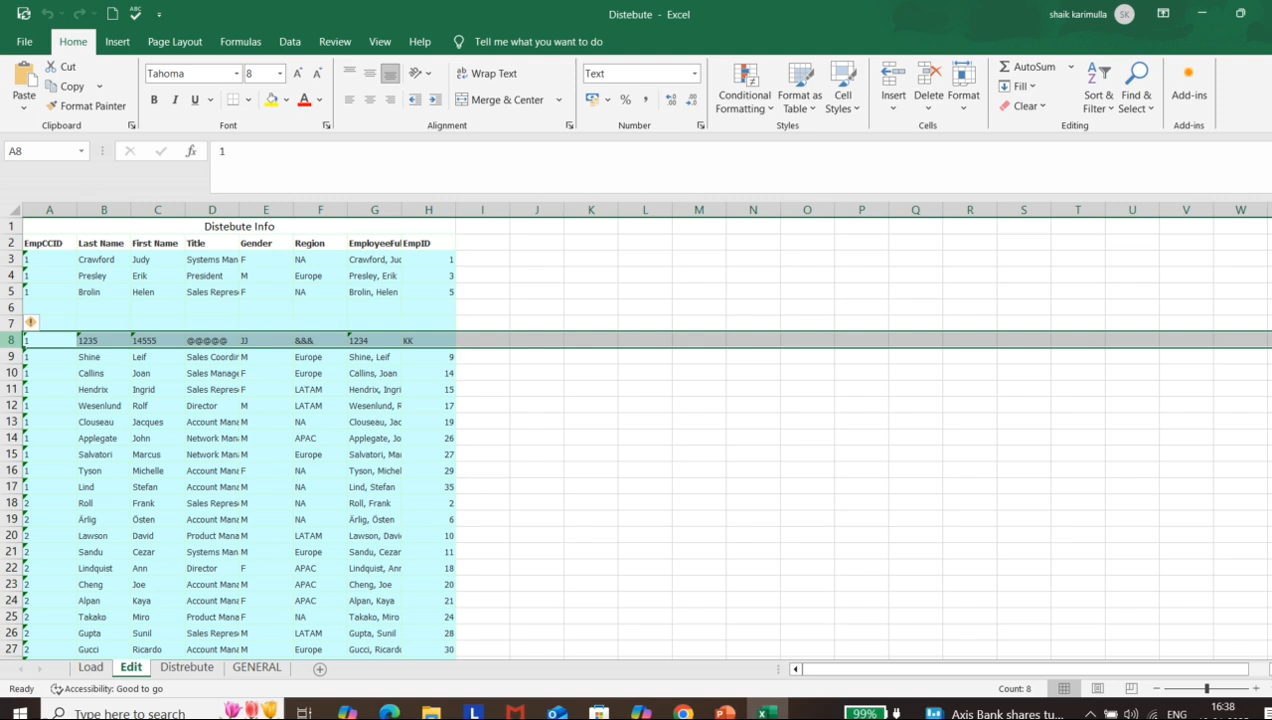 Distebute - Excel
shaik karimulla SK
File Home Insert Page Layout Formulas Data Review View Help Tell me what you want to do
Cut
Copy
Format Painter
Paste
Clipboard
Tahoma 8
B I U
Font
Wrap Text
Merge & Center
Alignment
Text
Number
Conditional Formatting
Format as Table
Cell Styles
Styles
Insert Delete Format
Cells
AutoSum
Fill
Clear
Sort & Filter
Find & Select
Editing
Add-ins
Add-ins
A8 fx 1
A B C D E F G H I J K L M N O P Q R S T U V W
1 Distebute Info
2 EmpCCID Last Name First Name Title Gender Region EmployeeFul EmpID
3 1 Crawford Judy Systems Man F NA Crawford, Juc 1
4 1 Presley Erik President M Europe Presley, Erik 3
5 1 Brolin Helen Sales Repres F NA Brolin, Helen 5
6
7
8 1 1235 14555 @@@@@ JJ &&& 1234 KK
9 1 Shine Leif Sales Coordir M Europe Shine, Leif 9
10 1 Callins Joan Sales Manage F Europe Callins, Joan 14
11 1 Hendrix Ingrid Sales Repres F LATAM Hendrix, Ingri 15
12 1 Wesenlund Rolf Director M LATAM Wesenlund, R 17
13 1 Clouseau Jacques Account Mana M NA Clouseau, Jac 19
14 1 Applegate John Network Man M APAC Applegate, Jo 26
15 1 Salvatori Marcus Network Man M Europe Salvatori, Mar 27
16 1 Tyson Michelle Account Mana F NA Tyson, Michel 29
17 1 Lind Stefan Account Mana M NA Lind, Stefan 35
18 2 Roll Frank Sales Repres M NA Roll, Frank 2
19 2 Ärlig Östen Account Mana M NA Ärlig, Östen 6
20 2 Lawson David Product Mana M LATAM Lawson, Davi 10
21 2 Sandu Cezar Systems Man M Europe Sandu, Cezar 11
22 2 Lindquist Ann Director F APAC Lindquist, Anr 18
23 2 Cheng Joe Account Mana M APAC Cheng, Joe 20
24 2 Alpan Kaya Account Mana F APAC Alpan, Kaya 21
25 2 Takako Miro Product Mana F NA Takako, Miro 24
26 2 Gupta Sunil Sales Repres M LATAM Gupta, Sunil 28
27 2 Gucci Ricardo Account Mana M Europe Gucci, Ricardc 30
Load Edit Distrebute GENERAL
Ready Accessibility: Good to go Count: 8
Type here to search 99% Axis Bank shares tu... ENG 16:38